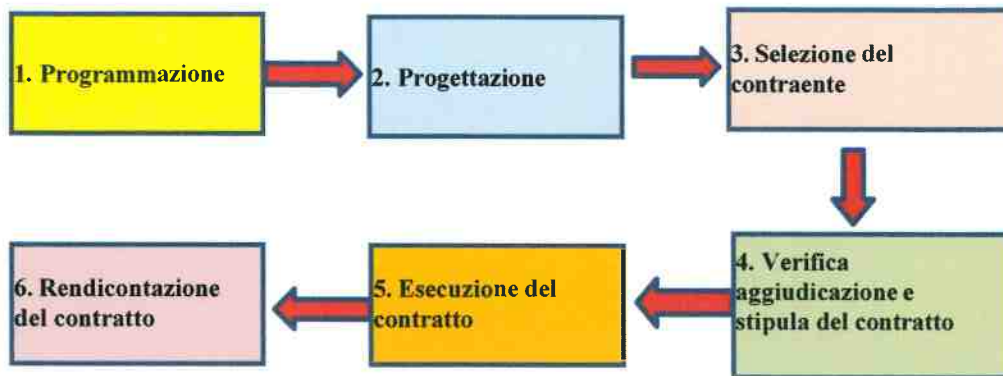 1. Programmazione
2. Progettazione
3. Selezione del
contraente
4. Verifica
aggiudicazione e
stipula del contratto
5. Esecuzione del
contratto
6. Rendicontazione
del contratto